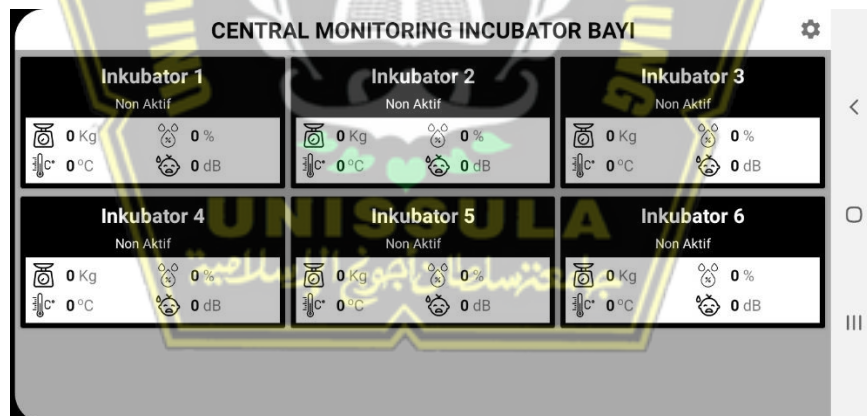 CENTRAL MONITORING INCUBATOR BAYI
Inkubator 1
Non Aktif
0 Kg
0 %
0 °C
0 dB
Inkubator 2
Non Aktif
0 Kg
0 %
0 °C
0 dB
Inkubator 3
Non Aktif
0 Kg
0 %
0 °C
0 dB
Inkubator 4
Non Aktif
0 Kg
0 %
0 °C
0 dB
Inkubator 5
Non Aktif
0 Kg
0 %
0 °C
0 dB
Inkubator 6
Non Aktif
0 Kg
0 %
0 °C
0 dB
UNISSULA
جامعتسلطان أجونج الإسلامية